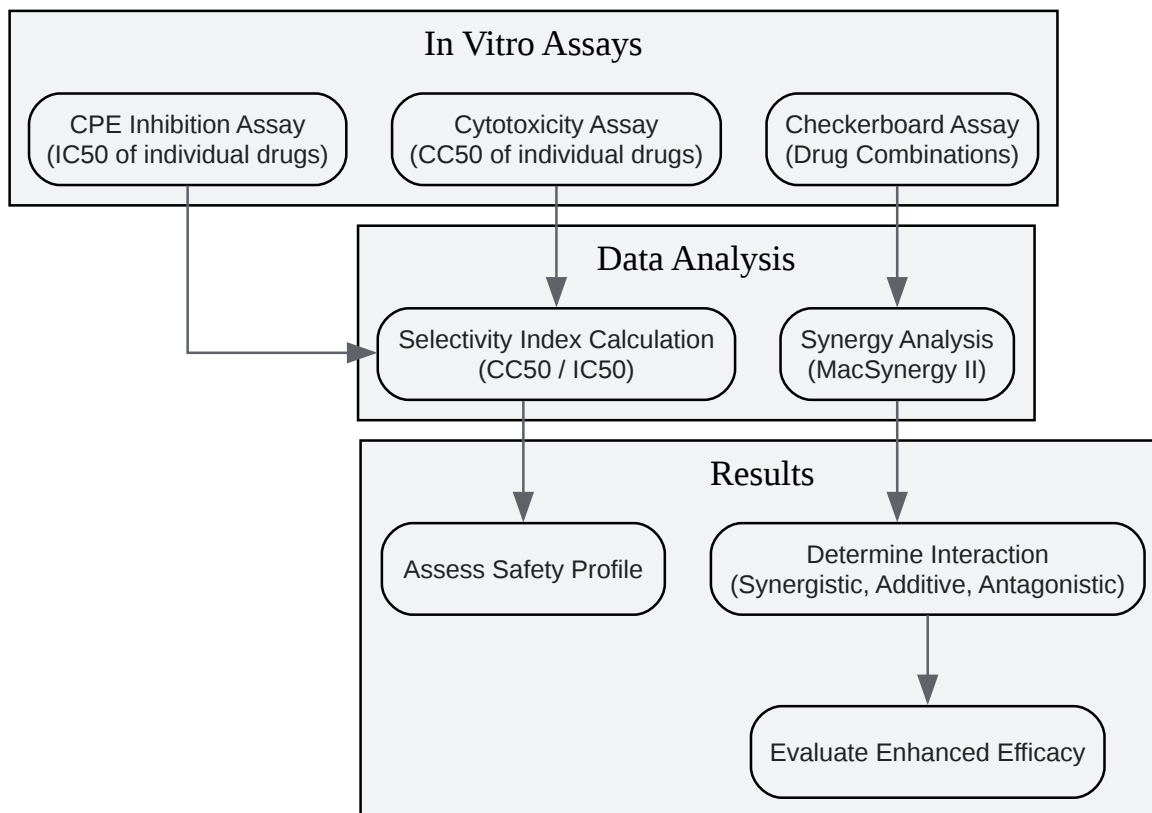 In Vitro Assays
CPE Inhibition Assay
(IC50 of individual drugs)
Cytotoxicity Assay
(CC50 of individual drugs)
Checkerboard Assay
(Drug Combinations)
Data Analysis
Selectivity Index Calculation
(CC50 / IC50)
Synergy Analysis
(MacSynergy II)
Results
Assess Safety Profile
Determine Interaction
(Synergistic, Additive, Antagonistic)
Evaluate Enhanced Efficacy